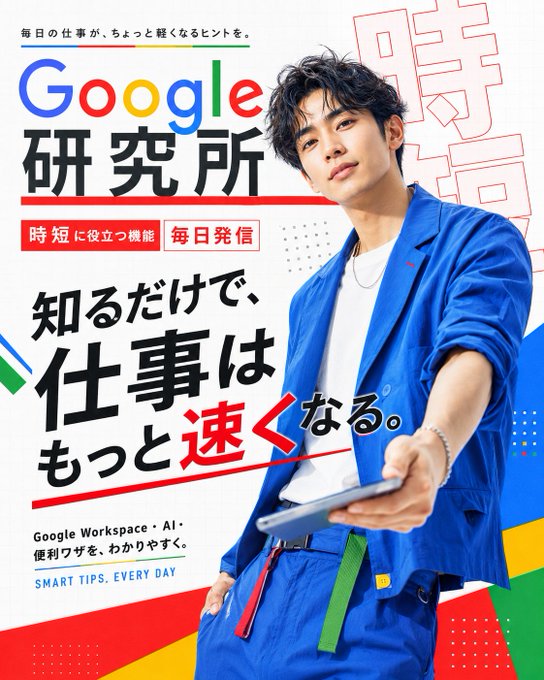 毎日の仕事が、ちょっと軽くなるヒントを。
Google
研究所
時短に役立つ機能
毎日発信
時短
知るだけで、
仕事は
もっと速くなる。
Google Workspace・AI・
便利ワザを、わかりやすく。
SMART TIPS, EVERY DAY